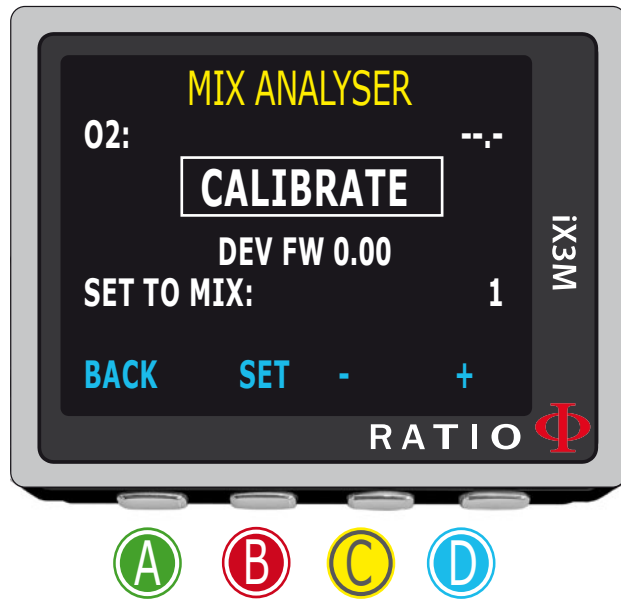 MIX ANALYSER
O2: --.-
CALIBRATE
DEV FW 0.00
SET TO MIX: 1
BACK SET - +
iX3M
RATIO
A B C D